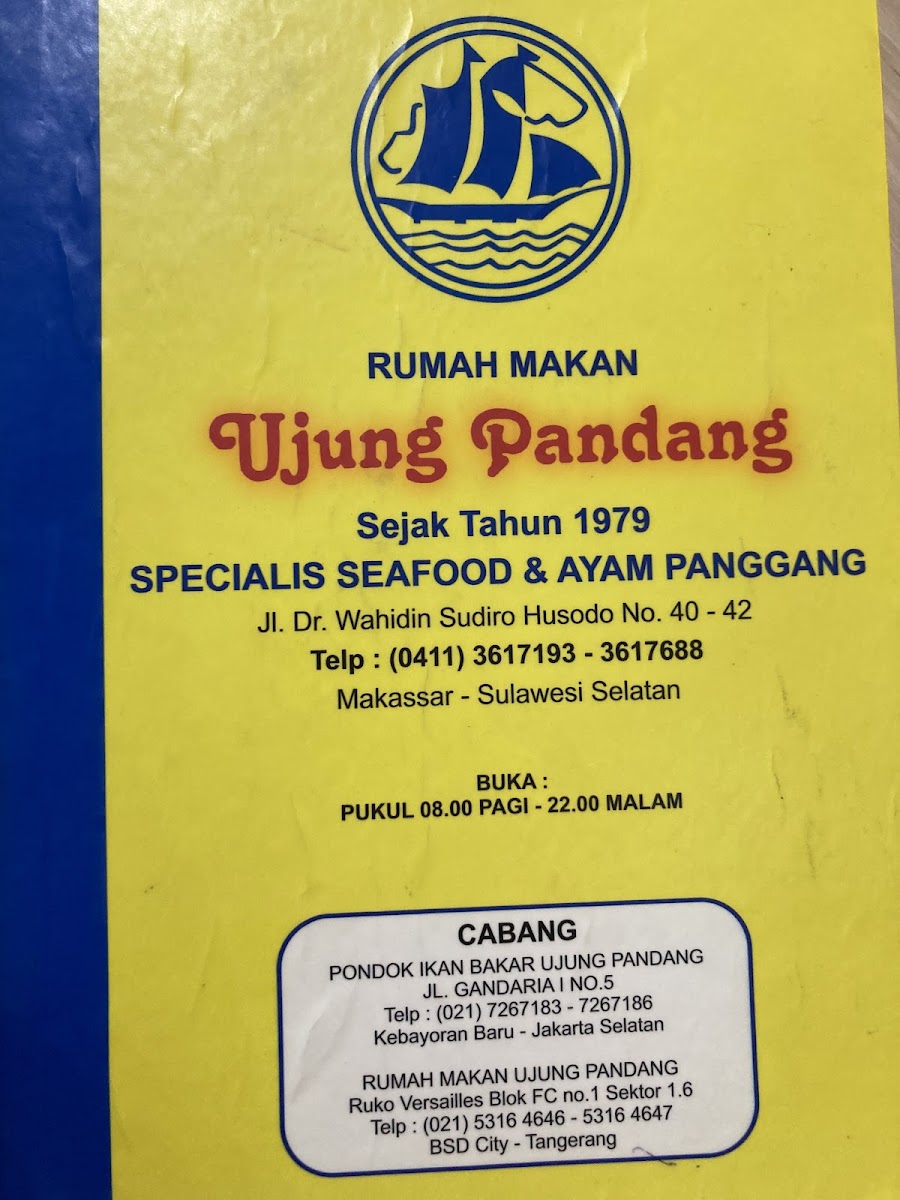 RUMAH MAKAN
Ujung Pandang
Sejak Tahun 1979
SPECIALIS SEAFOOD & AYAM PANGGANG
Jl. Dr. Wahidin Sudiro Husodo No. 40 - 42
Telp : (0411) 3617193 - 3617688
Makassar - Sulawesi Selatan
BUKA :
PUKUL 08.00 PAGI - 22.00 MALAM
CABANG
PONDOK IKAN BAKAR UJUNG PANDANG
JL. GANDARIA I NO.5
Telp : (021) 7267183 - 7267186
Kebayoran Baru - Jakarta Selatan
RUMAH MAKAN UJUNG PANDANG
Ruko Versailles Blok FC no.1 Sektor 1.6
Telp : (021) 5316 4646 - 5316 4647
BSD City - Tangerang